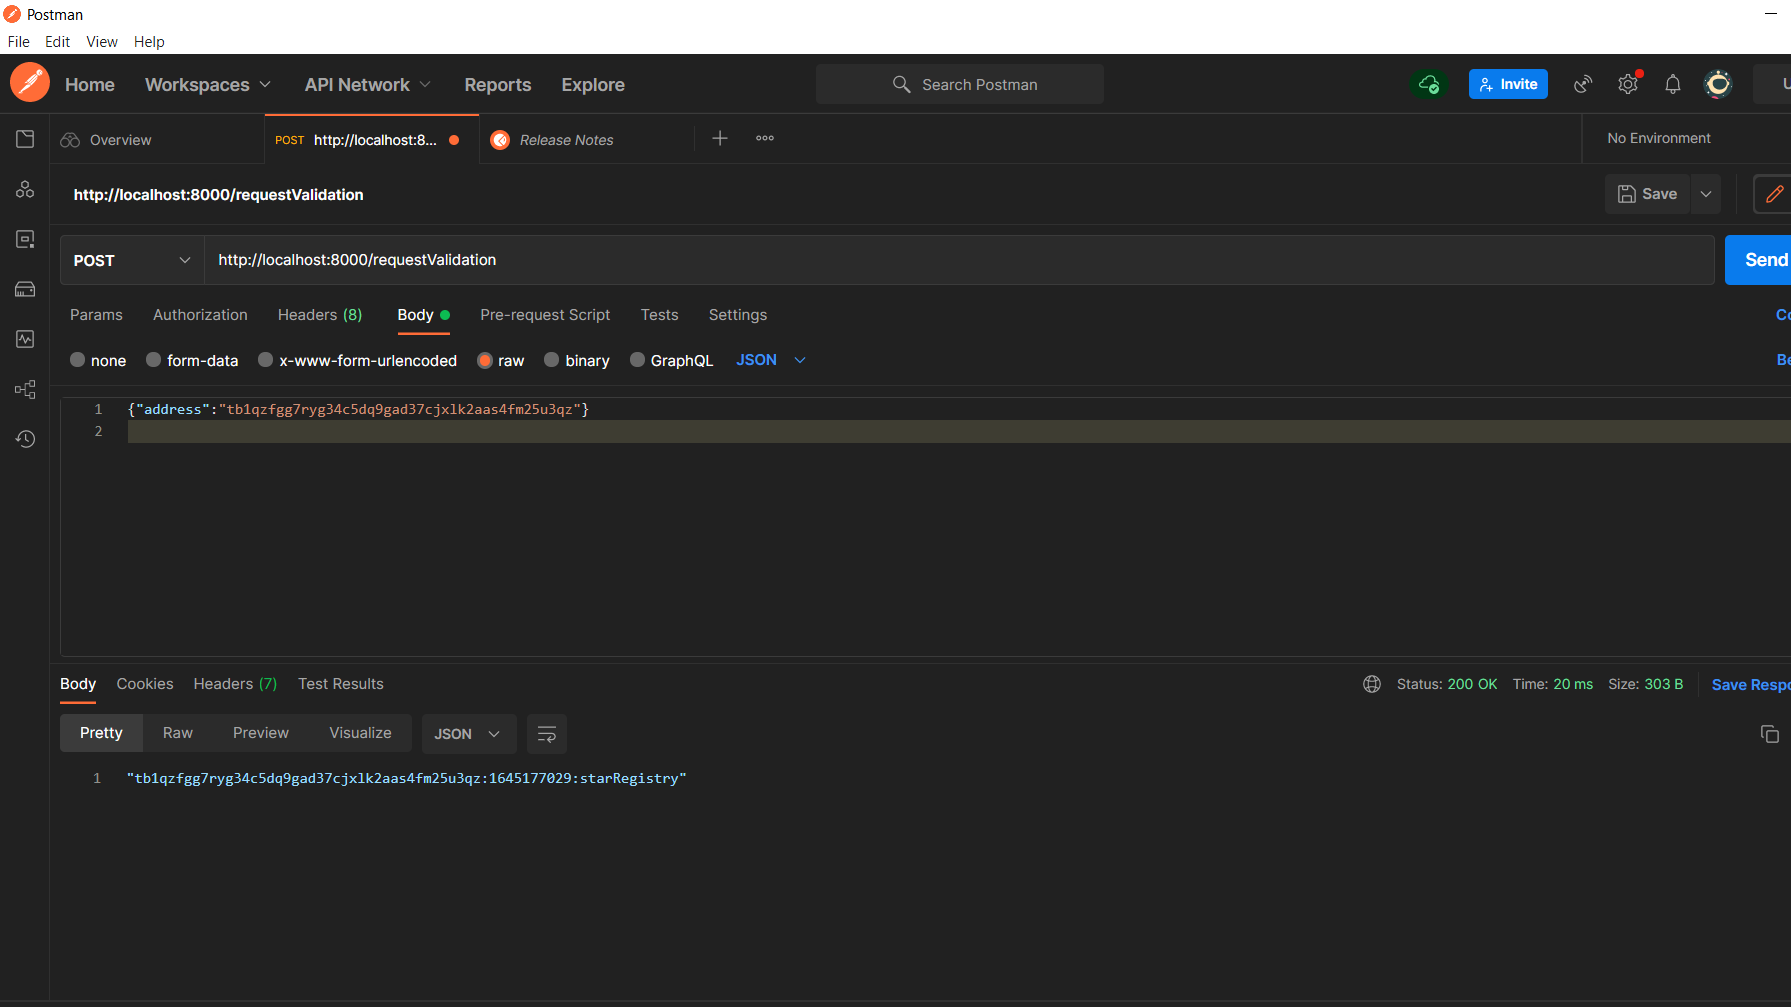 Postman
File Edit View Help
Home Workspaces API Network Reports Explore Search Postman Invite
Overview POST http://localhost:8... Release Notes No Environment
http://localhost:8000/requestValidation Save
POST http://localhost:8000/requestValidation Send
Params Authorization Headers (8) Body Pre-request Script Tests Settings
none form-data x-www-form-urlencoded raw binary GraphQL JSON
1 {"address":"tb1qzfgg7ryg34c5dq9gad37cjxlk2aas4fm25u3qz"}
2
Body Cookies Headers (7) Test Results Status: 200 OK Time: 20 ms Size: 303 B Save Respo
Pretty Raw Preview Visualize JSON
1 "tb1qzfgg7ryg34c5dq9gad37cjxlk2aas4fm25u3qz:1645177029:starRegistry"